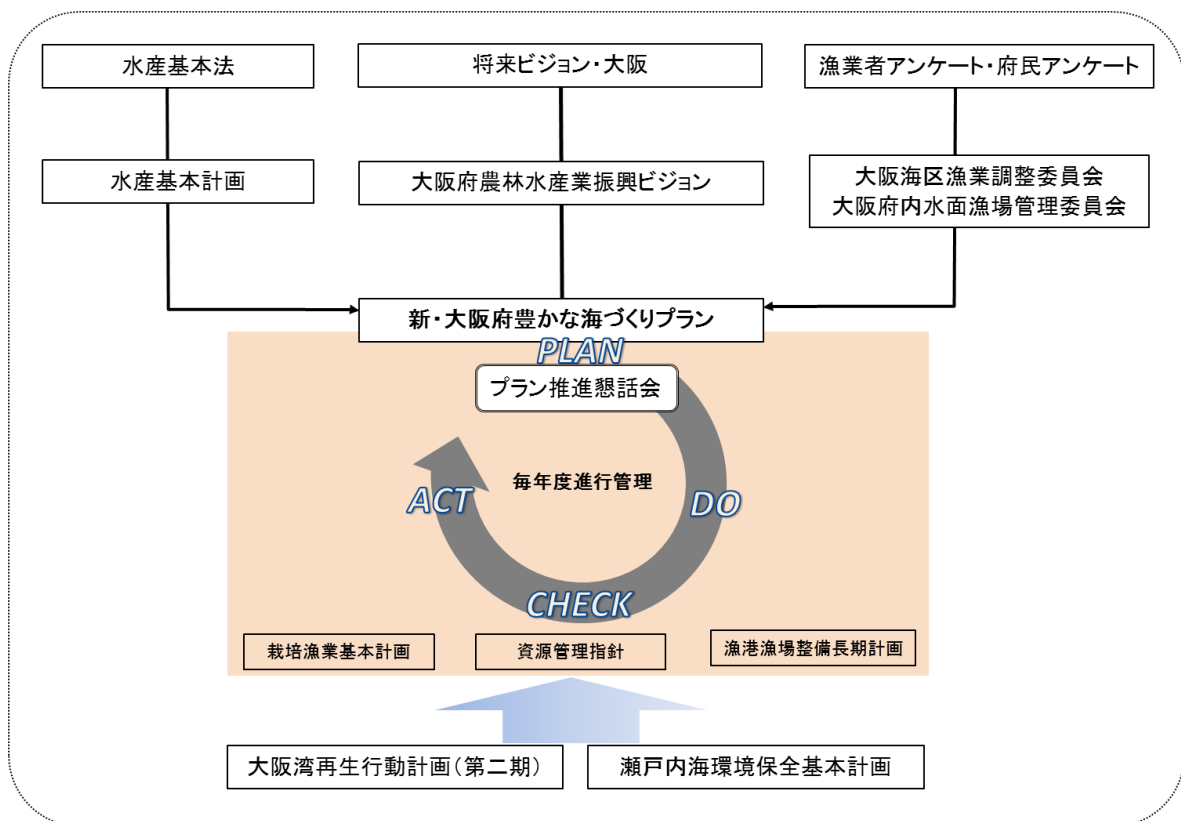 水産基本法
将来ビジョン・大阪
漁業者アンケート・府民アンケート
水産基本計画
大阪府農林水産業振興ビジョン
大阪海区漁業調整委員会
大阪府内水面漁場管理委員会
新・大阪府豊かな海づくりプラン
PLAN
プラン推進懇話会
毎年度進行管理
ACT
DO
CHECK
栽培漁業基本計画
資源管理指針
漁港漁場整備長期計画
大阪湾再生行動計画(第二期)
瀬戸内海環境保全基本計画